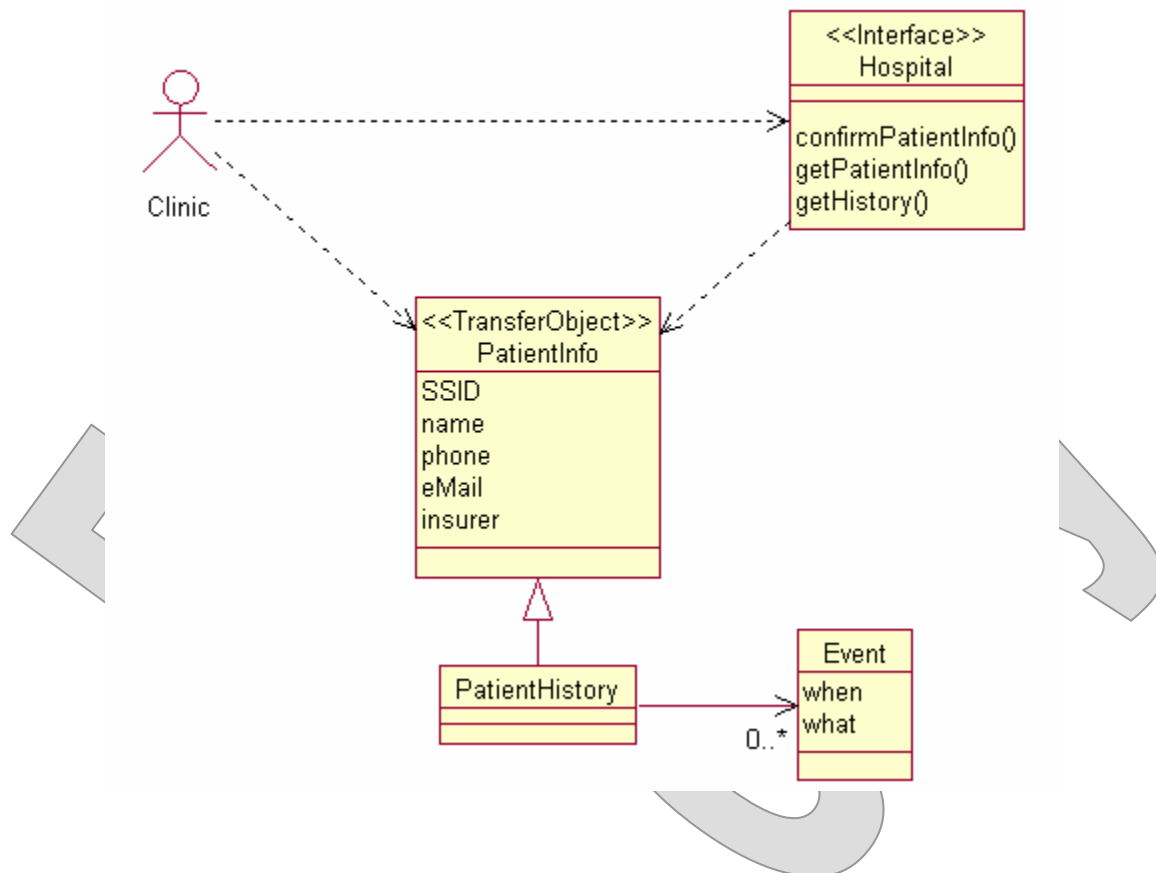 <<Interface>>
Hospital
confirmPatientInfo()
getPatientInfo()
getHistory()
Clinic
<<TransferObject>>
PatientInfo
SSID
name
phone
eMail
insurer
PatientHistory
0..*
Event
when
what